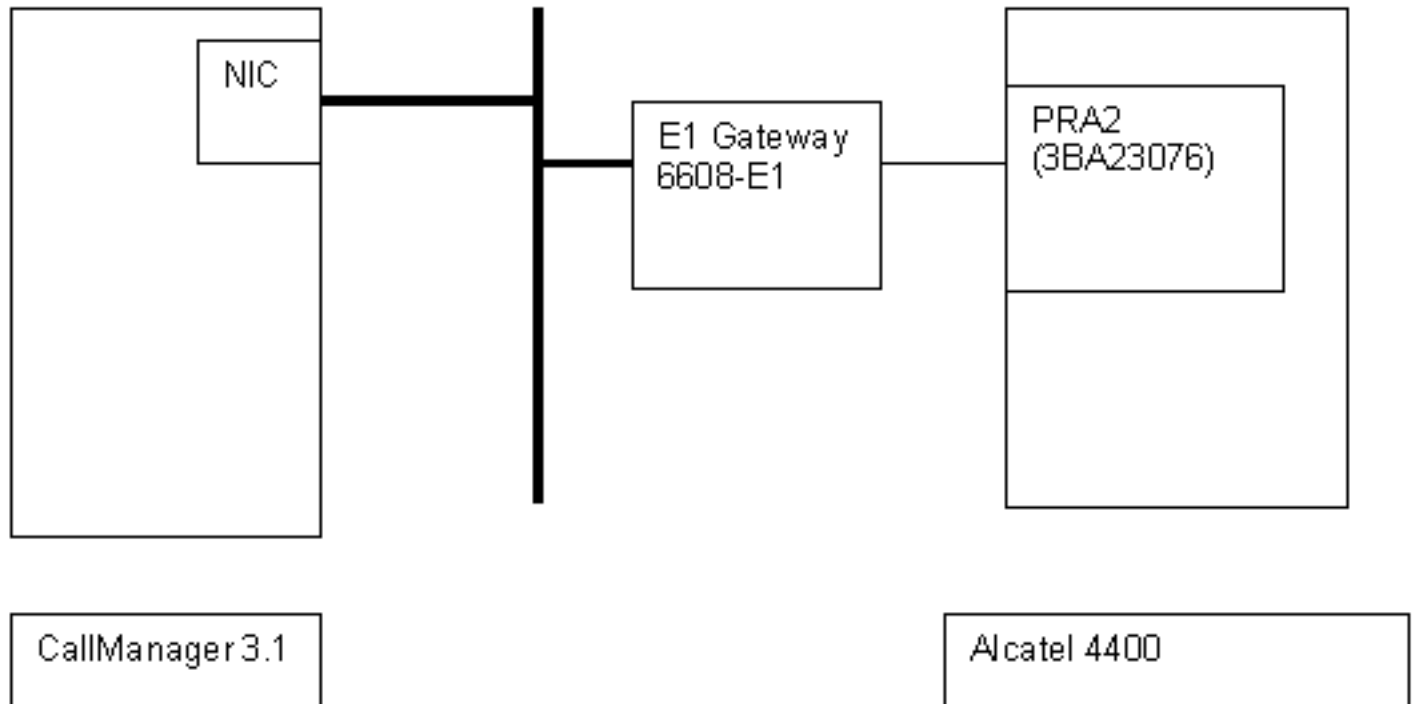 NIC
E1 Gateway
6608-E1
PRA2
(3BA23076)
CallManager 3.1
Alcatel 4400